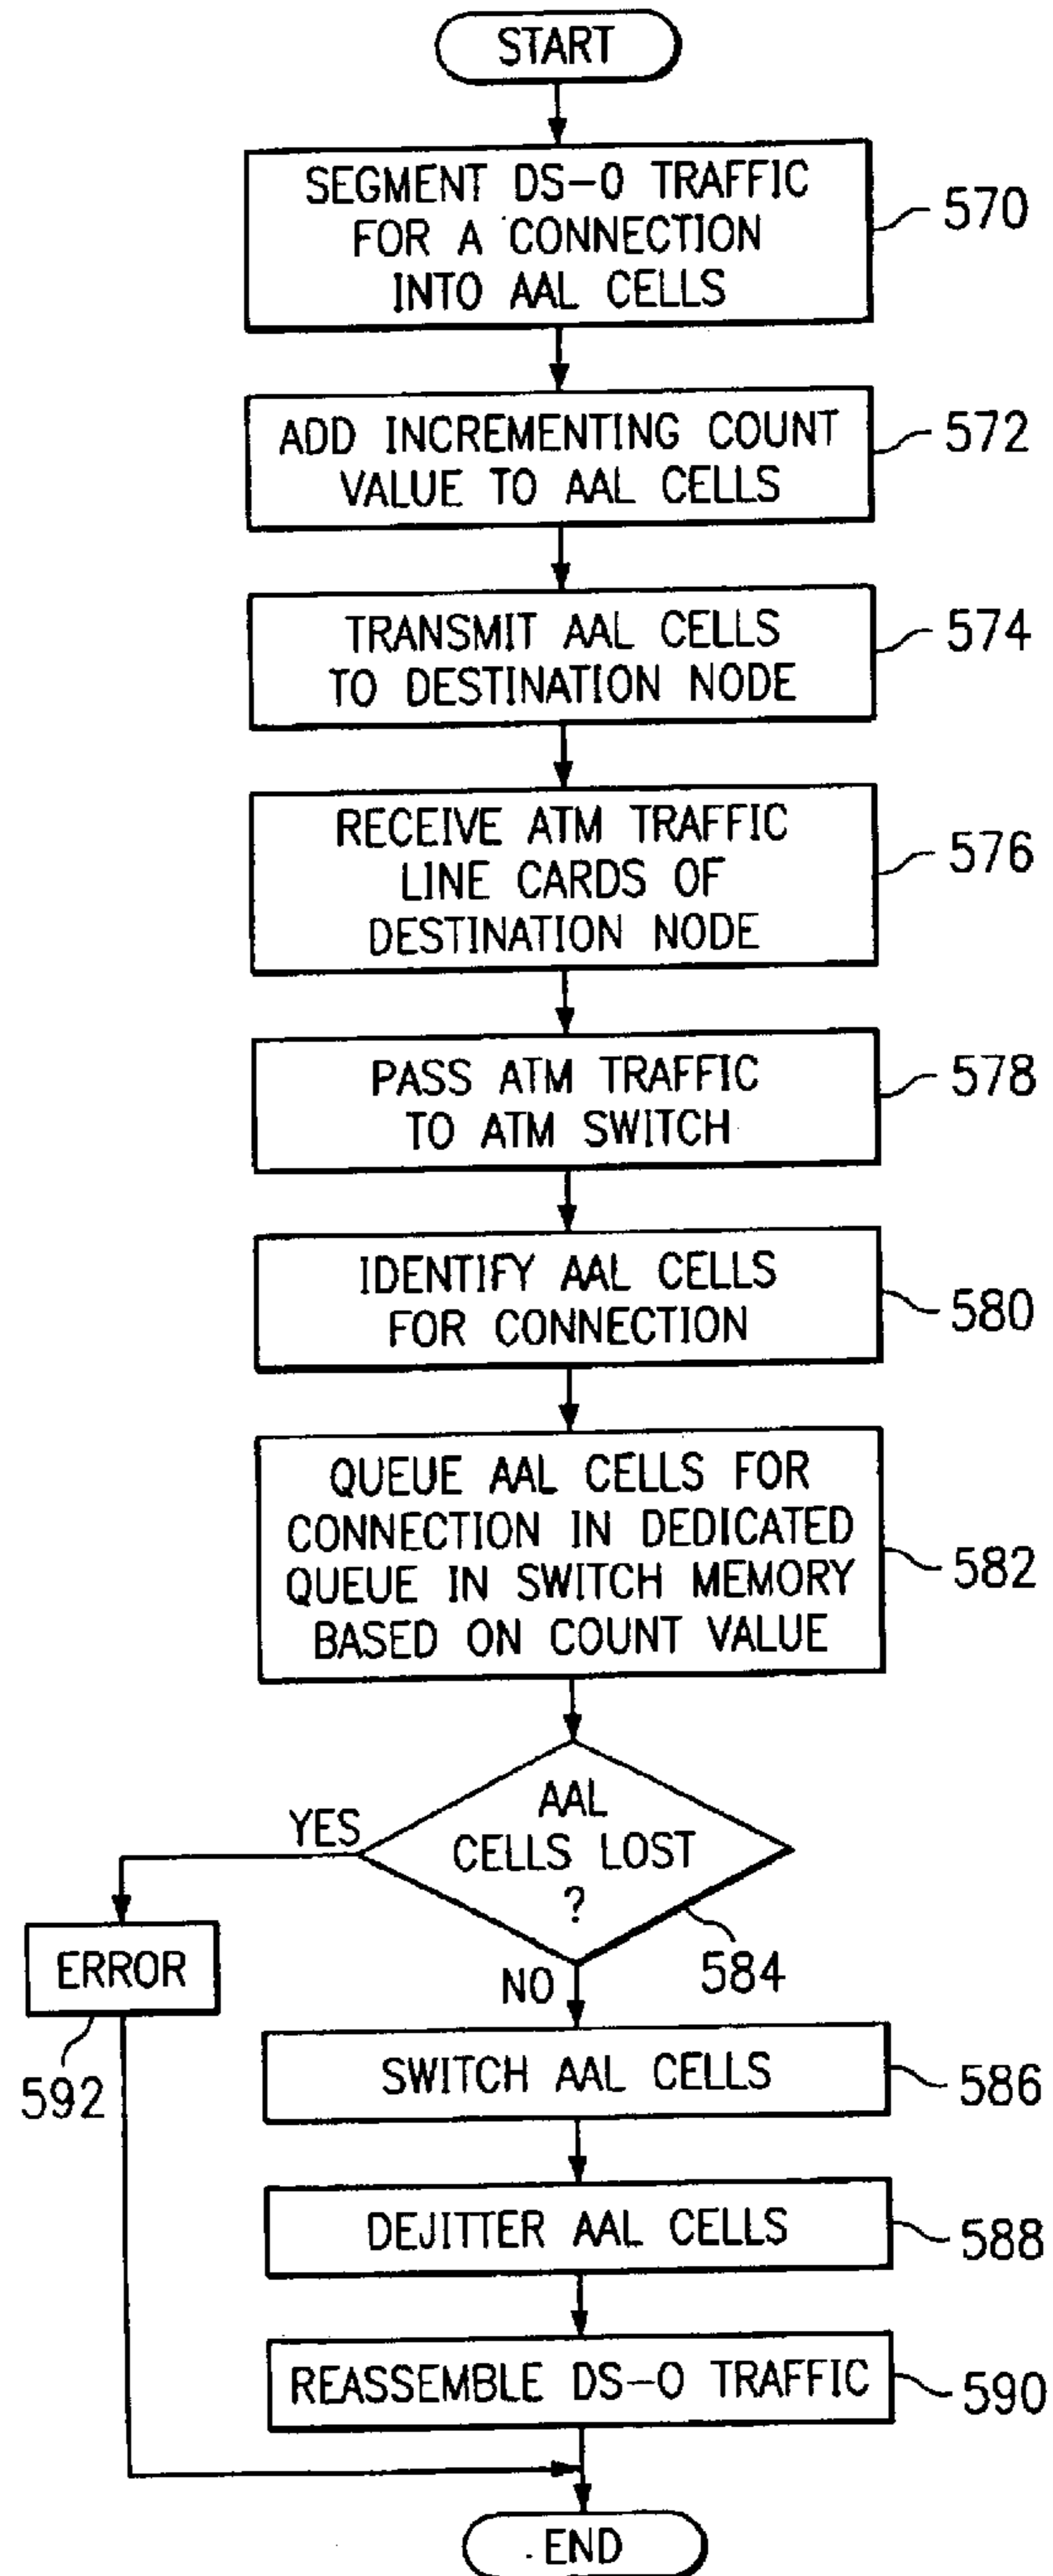 START
SEGMENT DS-0 TRAFFIC
FOR A CONNECTION
INTO AAL CELLS
570
ADD INCREMENTING COUNT
VALUE TO AAL CELLS
572
TRANSMIT AAL CELLS
TO DESTINATION NODE
574
RECEIVE ATM TRAFFIC
LINE CARDS OF
DESTINATION NODE
576
PASS ATM TRAFFIC
TO ATM SWITCH
578
IDENTIFY AAL CELLS
FOR CONNECTION
580
QUEUE AAL CELLS FOR
CONNECTION IN DEDICATED
QUEUE IN SWITCH MEMORY
BASED ON COUNT VALUE
582
AAL
CELLS LOST
?
584
YES
NO
ERROR
592
SWITCH AAL CELLS
586
DEJITTER AAL CELLS
588
REASSEMBLE DS-0 TRAFFIC
590
END